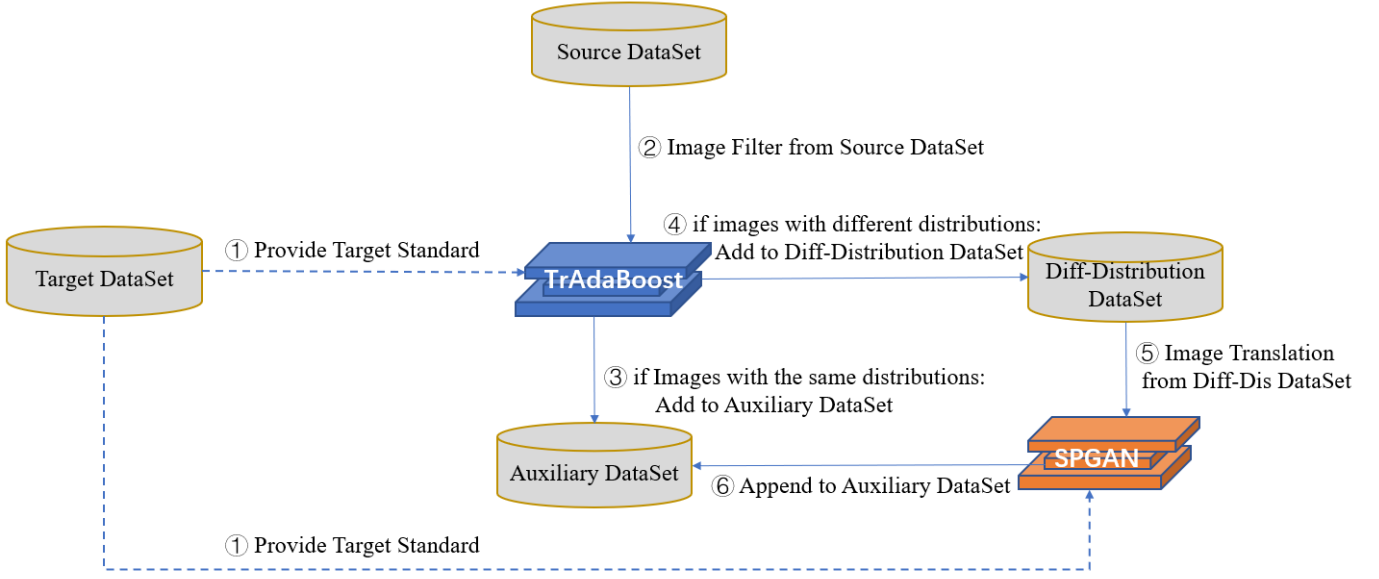 Source DataSet
② Image Filter from Source DataSet
④ if images with different distributions:
Add to Diff-Distribution DataSet
① Provide Target Standard
Target DataSet
TrAdaBoost
Diff-Distribution
DataSet
⑤ Image Translation
from Diff-Dis DataSet
③ if Images with the same distributions:
Add to Auxiliary DataSet
Auxiliary DataSet
SPGAN
⑥ Append to Auxiliary DataSet
① Provide Target Standard